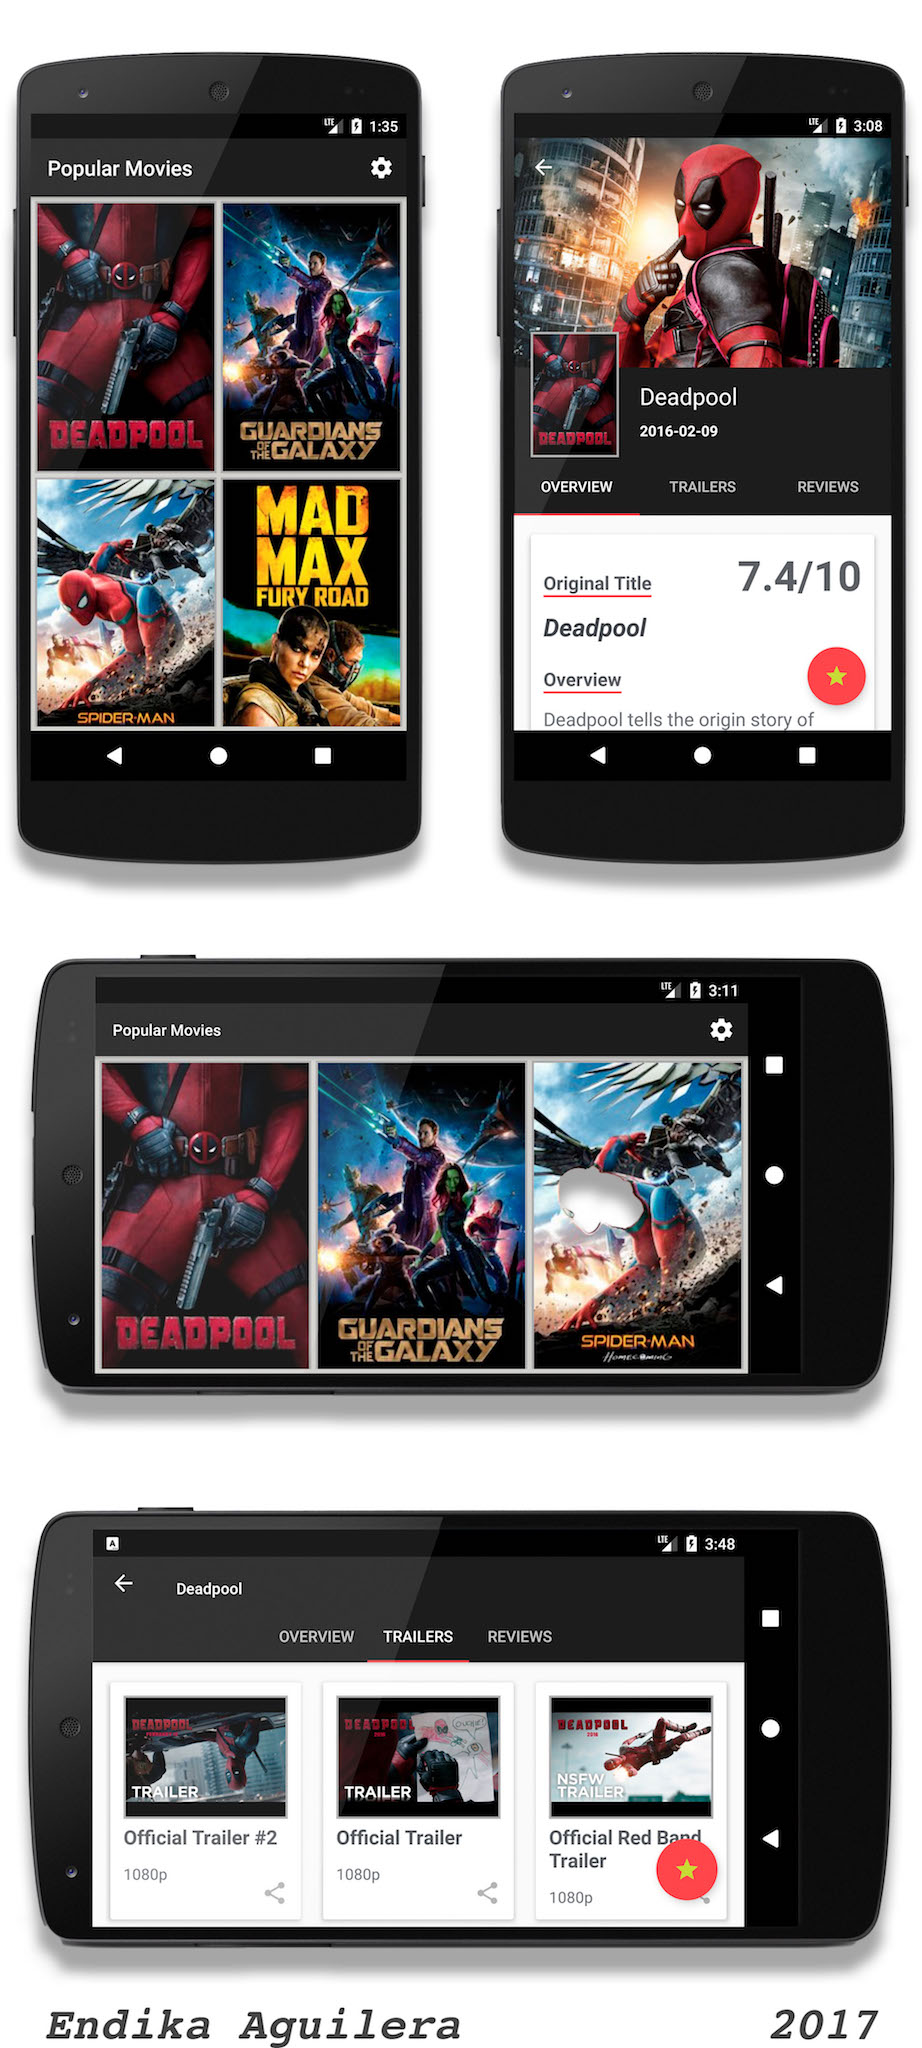 LTE 1:35
Popular Movies
DEADPOOL
GUARDIANS
OF THE GALAXY
MAD
MAX
FURY ROAD
SPIDER-MAN
LTE 3:08
DEADPOOL
Deadpool
2016-02-09
OVERVIEW TRAILERS REVIEWS
Original Title 7.4/10
Deadpool
Overview
Deadpool tells the origin story of
LTE 3:11
Popular Movies
DEADPOOL
GUARDIANS
OF THE GALAXY
SPIDER-MAN
HOMECOMING
A LTE 3:48
Deadpool
OVERVIEW TRAILERS REVIEWS
DEADPOOL
TRAILER
DEADPOOL
2016
TRAILER
DEADPOOL
2016
NSFW
TRAILER
Official Trailer #2
1080p
Official Trailer
1080p
Official Red Band
Trailer
1080p
Endika Aguilera 2017